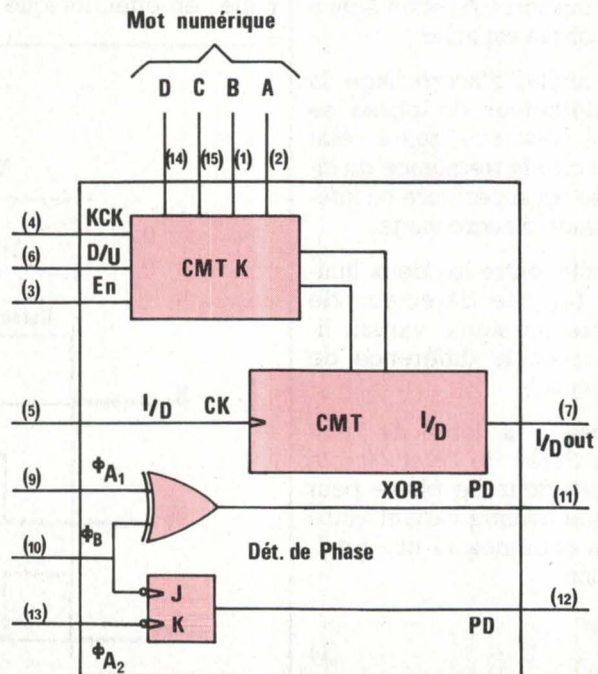 Mot numérique
D C B A
(14) (15) (1) (2)
(4) KCK
(6) D/U
(3) En
CMT K
(5) I/D CK
CMT I/D
(7)
I/D out
XOR PD
(9) ΦA1
(11)
(10) ΦB
Dét. de Phase
J
K
(12)
PD
(13)
ΦA2